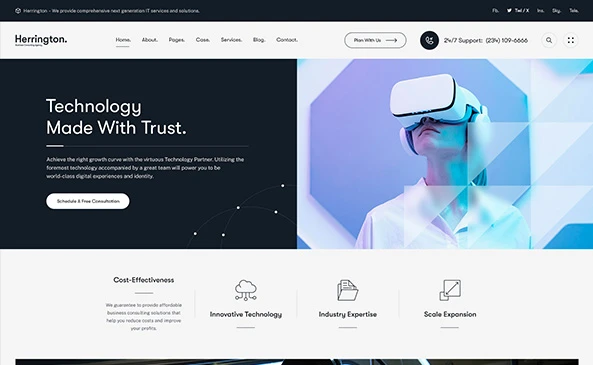 Herrington - We provide comprehensive next generation IT services and solutions.
Fb. Twt / X Ins. Sky. Tele.
Herrington.
Home. About. Pages. Case. Services. Blog. Contact.
Plan With Us
24/7 Support: (234) 109-6666
Technology
Made With Trust.
Achieve the right growth curve with the virtuous Technology Partner. Utilizing the
foremost technology accompanied by a great team will power you to be
world-class digital experiences and identity.
Schedule A Free Consultation
Cost-Effectiveness
We guarantee to provide affordable
business consulting solutions that
help you reduce costs and improve
your profits.
Innovative Technology
Industry Expertise
Scale Expansion